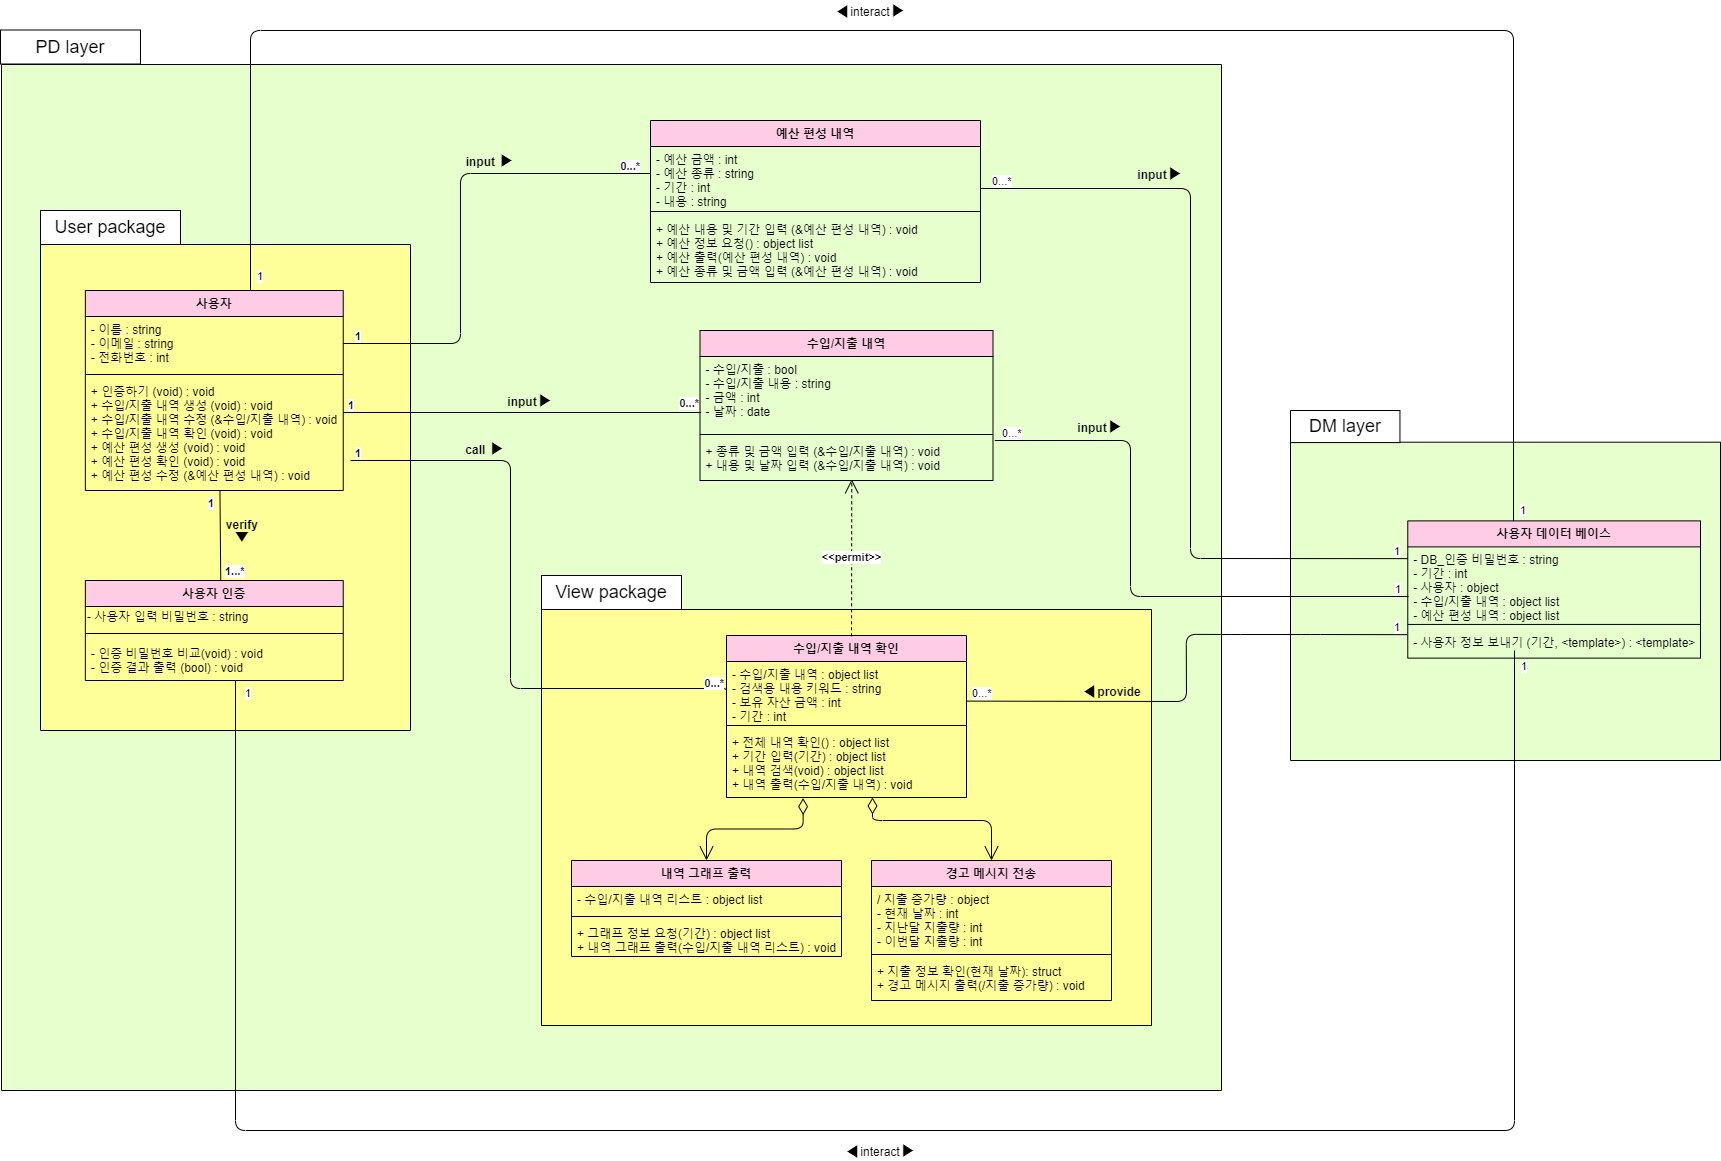 ◀ interact ▶
PD layer
예산 편성 내역
- 예산 금액 : int
- 예산 종류 : string
- 기간 : int
- 내용 : string
+ 예산 내용 및 기간 입력 (&예산 편성 내역) : void
+ 예산 정보 요청() : object list
+ 예산 출력(예산 편성 내역) : void
+ 예산 종류 및 금액 입력 (&예산 편성 내역) : void
input ▶
0...*
0...*
input ▶
User package
1
사용자
- 이름 : string
- 이메일 : string
- 전화번호 : int
+ 인증하기 (void) : void
+ 수입/지출 내역 생성 (void) : void
+ 수입/지출 내역 수정 (&수입/지출 내역) : void
+ 수입/지출 내역 확인 (void) : void
+ 예산 편성 생성 (void) : void
+ 예산 편성 확인 (void) : void
+ 예산 편성 수정 (&예산 편성 내역) : void
1
1
1
input ▶
0...*
call ▶
수입/지출 내역
- 수입/지출 : bool
- 수입/지출 내용 : string
- 금액 : int
- 날짜 : date
+ 종류 및 금액 입력 (&수입/지출 내역) : void
+ 내용 및 날짜 입력 (&수입/지출 내역) : void
0...*
input ▶
1
verify
▼
1...*
사용자 인증
- 사용자 입력 비밀번호 : string
- 인증 비밀번호 비교(void) : void
- 인증 결과 출력 (bool) : void
1
<<permit>>
DM layer
1
사용자 데이터 베이스
- DB_인증 비밀번호 : string
- 기간 : int
- 사용자 : object
- 수입/지출 내역 : object list
- 예산 편성 내역 : object list
- 사용자 정보 보내기 (기간, <template>) : <template>
1
1
1
1
View package
수입/지출 내역 확인
- 수입/지출 내역 : object list
- 검색용 내용 키워드 : string
- 보유 자산 금액 : int
- 기간 : int
+ 전체 내역 확인() : object list
+ 기간 입력(기간) : object list
+ 내역 검색(void) : object list
+ 내역 출력(수입/지출 내역) : void
0...*
0...*
◀ provide
내역 그래프 출력
- 수입/지출 내역 리스트 : object list
+ 그래프 정보 요청(기간) : object list
+ 내역 그래프 출력(수입/지출 내역 리스트) : void
경고 메시지 전송
/ 지출 증가량 : object
- 현재 날짜 : int
- 지난달 지출량 : int
- 이번달 지출량 : int
+ 지출 정보 확인(현재 날짜): struct
+ 경고 메시지 출력(/지출 증가량) : void
◀ interact ▶